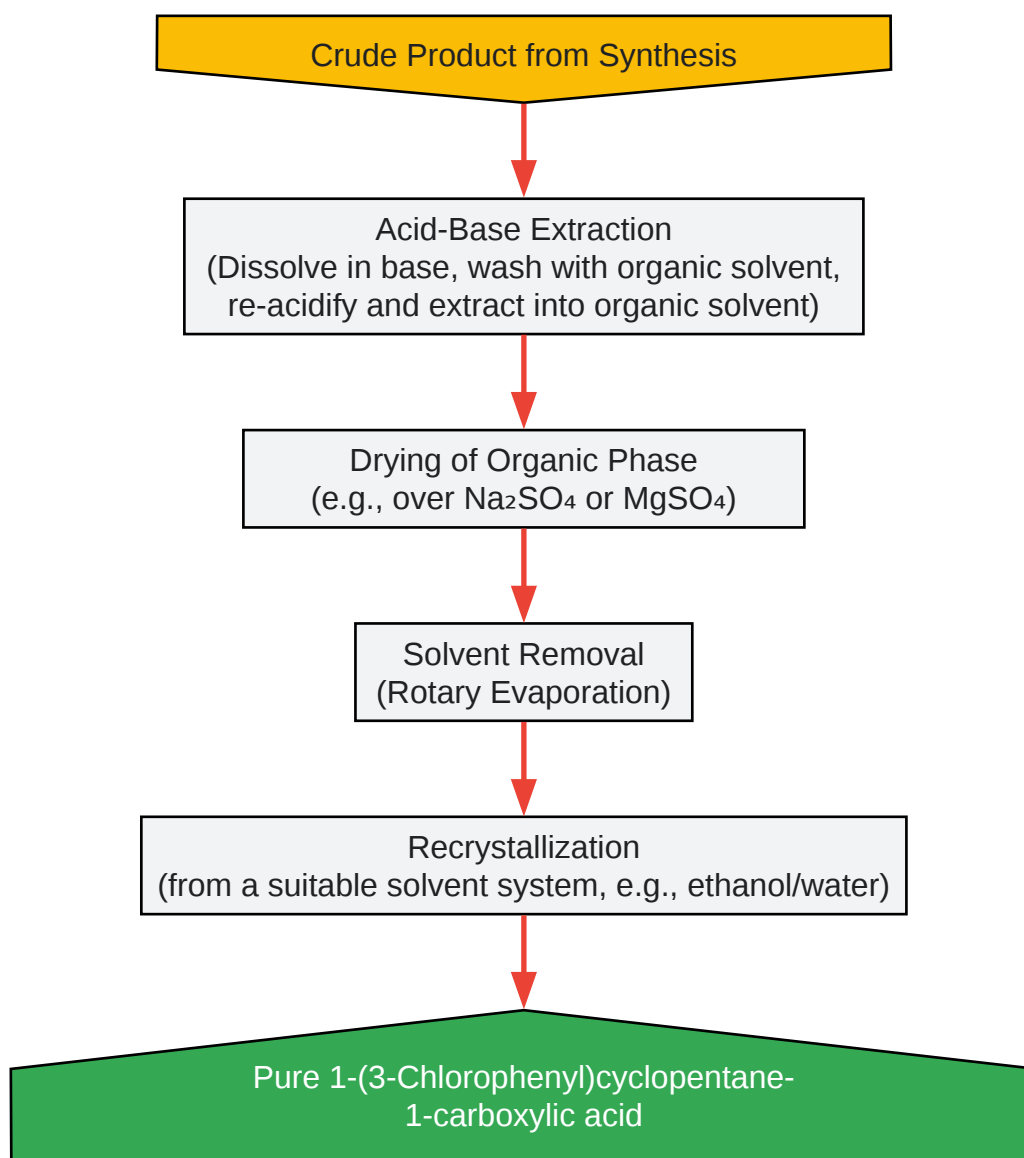 Crude Product from Synthesis
Acid-Base Extraction
(Dissolve in base, wash with organic solvent,
re-acidify and extract into organic solvent)
Drying of Organic Phase
(e.g., over Na₂SO₄ or MgSO₄)
Solvent Removal
(Rotary Evaporation)
Recrystallization
(from a suitable solvent system, e.g., ethanol/water)
Pure 1-(3-Chlorophenyl)cyclopentane-
1-carboxylic acid